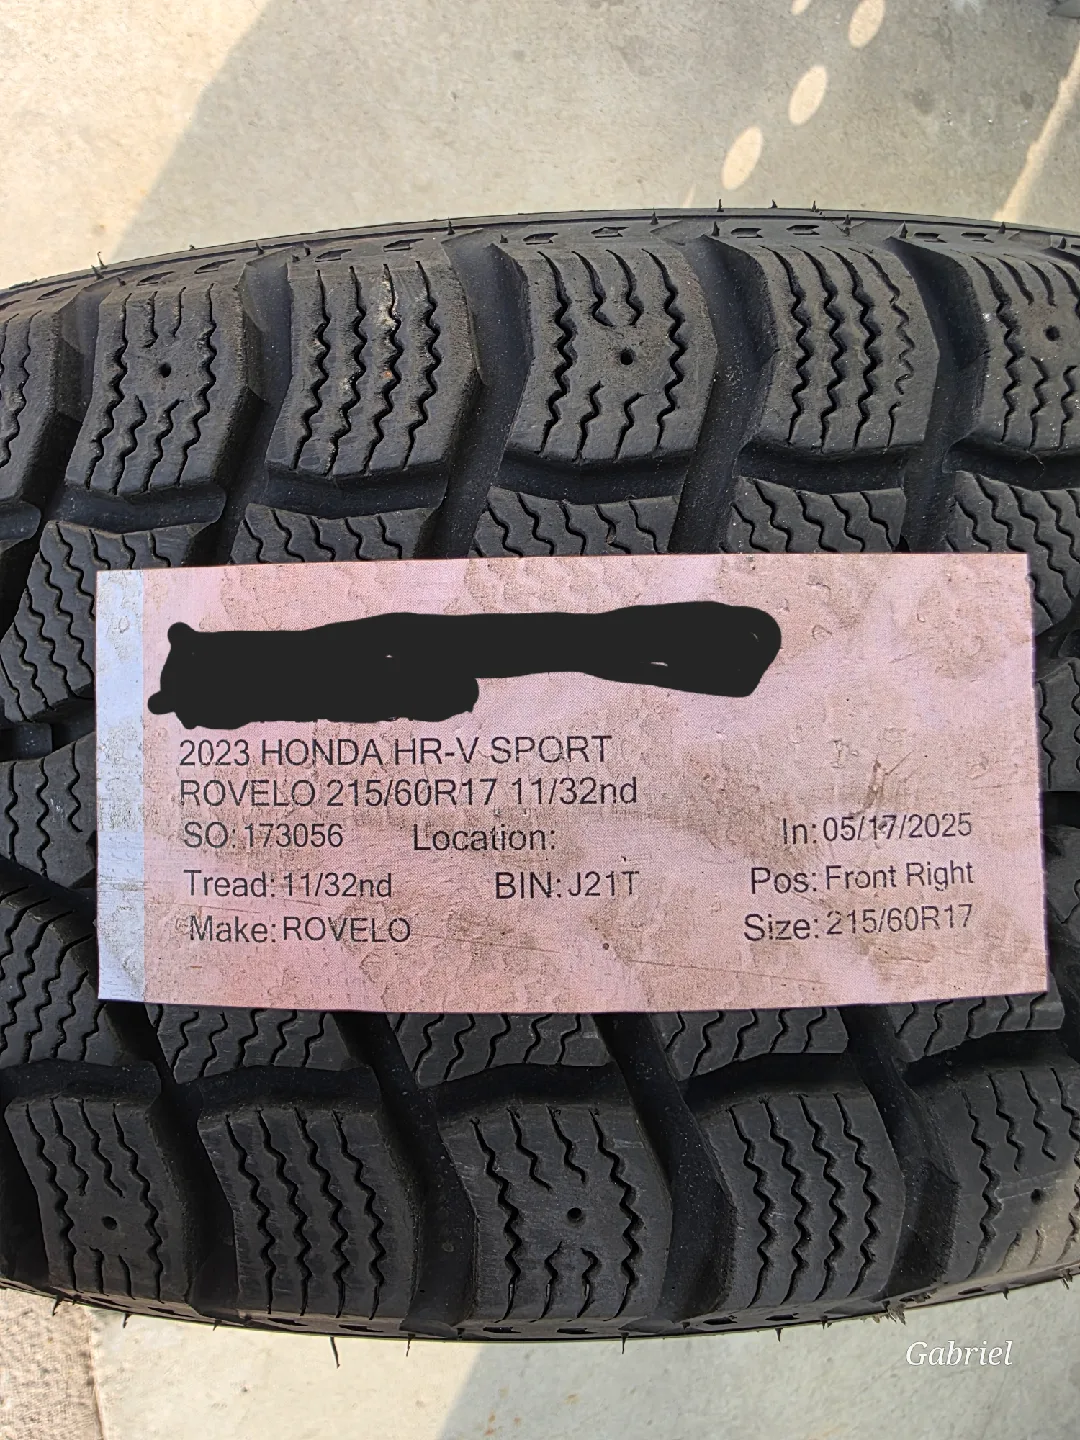 2023 HONDA HR-V SPORT
ROVELO 215/60R17 11/32nd
SO: 173056 Location: In: 05/17/2025
Tread: 11/32nd BIN: J21T Pos: Front Right
Make: ROVELO Size: 215/60R17
Gabriel